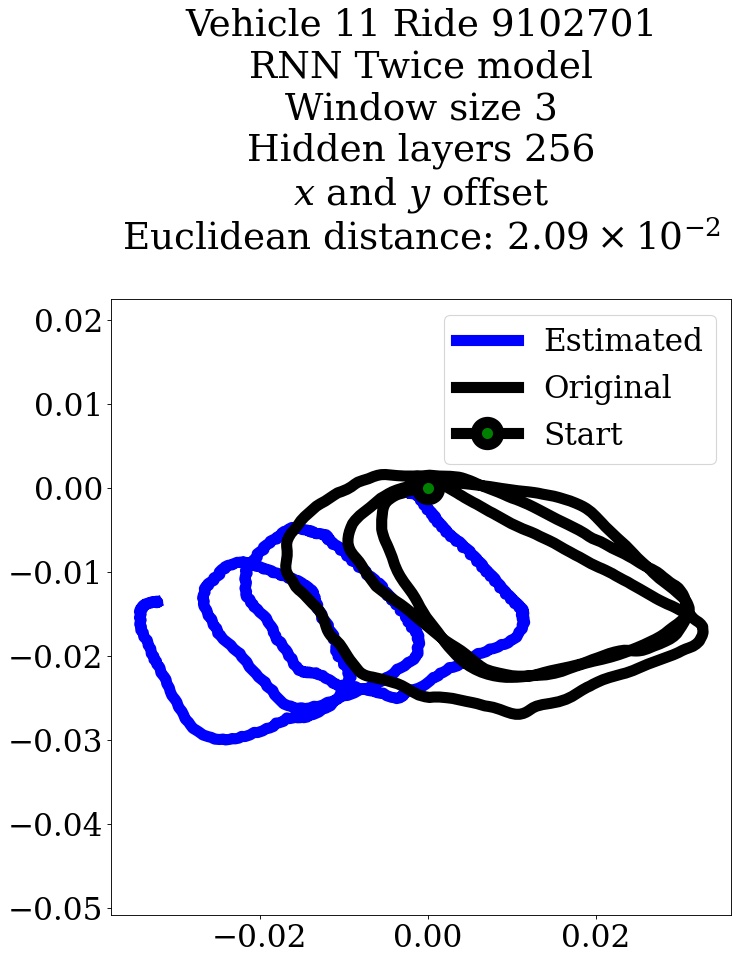 Vehicle 11 Ride 9102701
RNN Twice model
Window size 3
Hidden layers 256
x and y offset
Euclidean distance: 2.09 × 10⁻²
Estimated
Original
Start
0.02
0.01
0.00
−0.01
−0.02
−0.03
−0.04
−0.05
−0.02 0.00 0.02